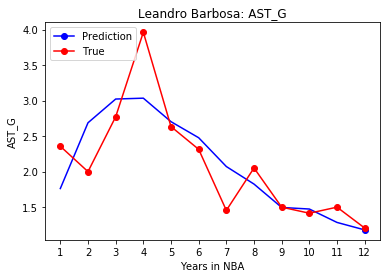 Leandro Barbosa: AST_G
Prediction
True
4.0
3.5
3.0
2.5
2.0
1.5
AST_G
1 2 3 4 5 6 7 8 9 10 11 12
Years in NBA